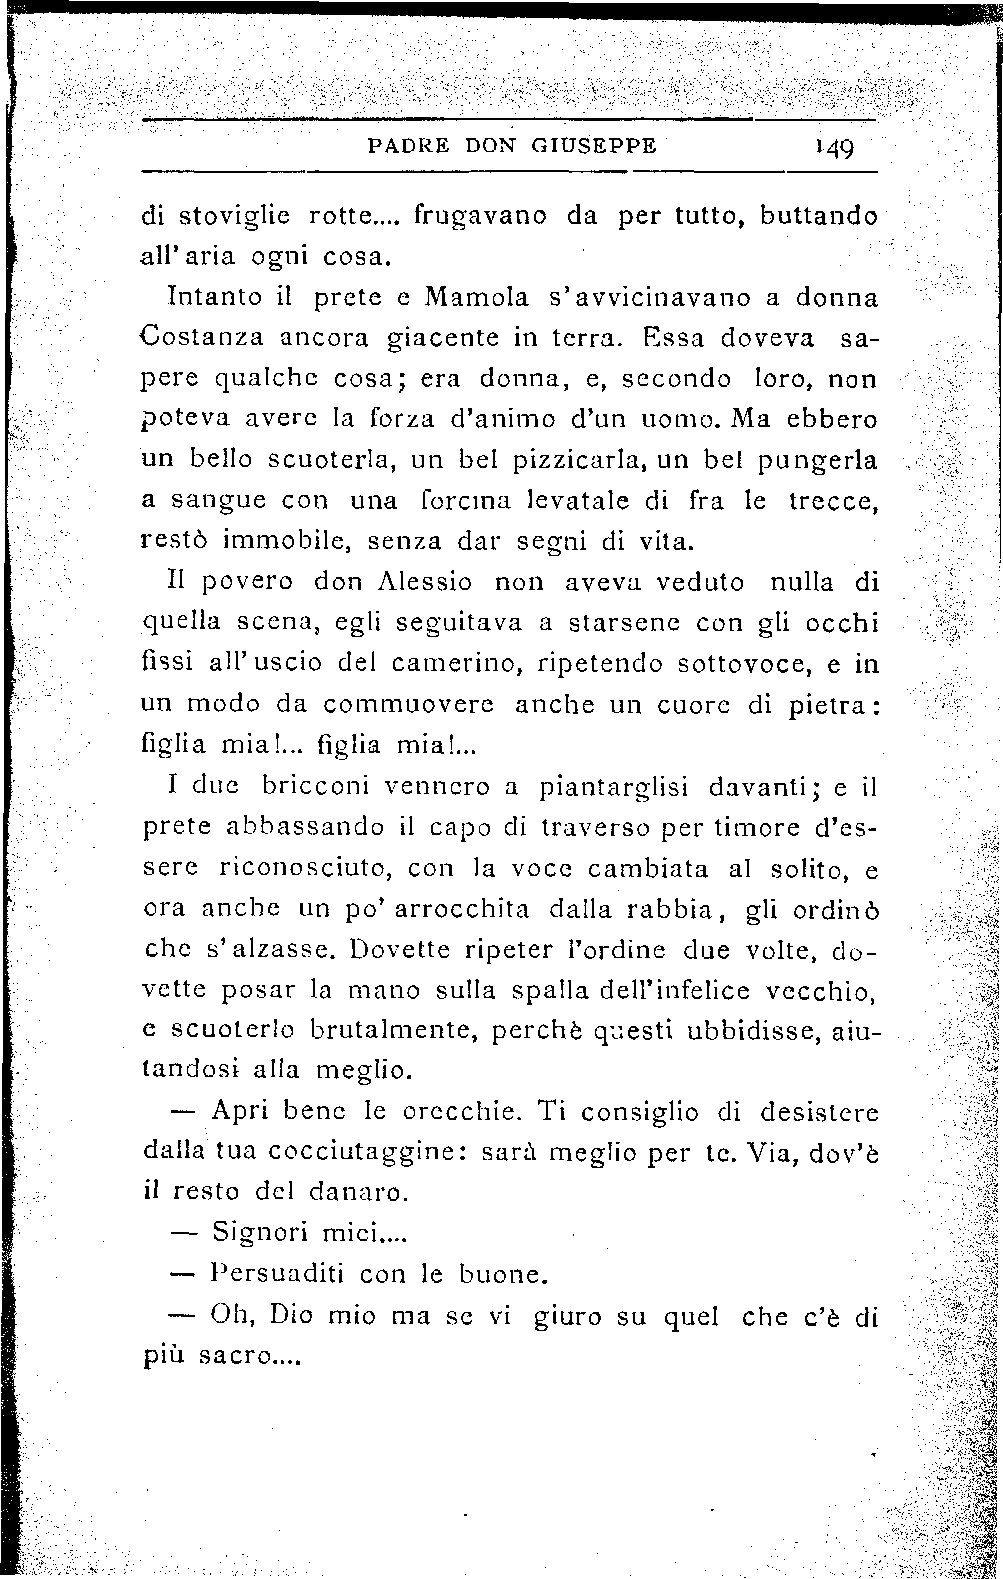 PADRE DON GIUSEPPE 149
di stoviglie rotte.... frugavano da per tutto, buttando
all'aria ogni cosa.
Intanto il prete e Mamola s'avvicinavano a donna
Costanza ancora giacente in terra. Essa doveva sa-
pere qualche cosa; era donna, e, secondo loro, non
poteva avere la forza d'animo d'un uomo. Ma ebbero
un bello scuoterla, un bel pizzicarla, un bel pungerla
a sangue con una forcina levatale di fra le trecce,
restò immobile, senza dar segni di vita.
Il povero don Alessio non aveva veduto nulla di
quella scena, egli seguitava a starsene con gli occhi
fissi all'uscio del camerino, ripetendo sottovoce, e in
un modo da commuovere anche un cuore di pietra:
figlia mia!... figlia mia!...
I due bricconi vennero a piantarglisi davanti; e il
prete abbassando il capo di traverso per timore d'es-
sere riconosciuto, con la voce cambiata al solito, e
ora anche un po' arrocchita dalla rabbia, gli ordinò
che s'alzasse. Dovette ripeter l'ordine due volte, do-
vette posar la mano sulla spalla dell'infelice vecchio,
e scuoterlo brutalmente, perchè questi ubbidisse, aiu-
tandosi alla meglio.
— Apri bene le orecchie. Ti consiglio di desistere
dalla tua cocciutaggine: sarà meglio per te. Via, dov'è
il resto del danaro.
— Signori miei....
— Persuaditi con le buone.
— Oh, Dio mio ma se vi giuro su quel che c'è di
più sacro....